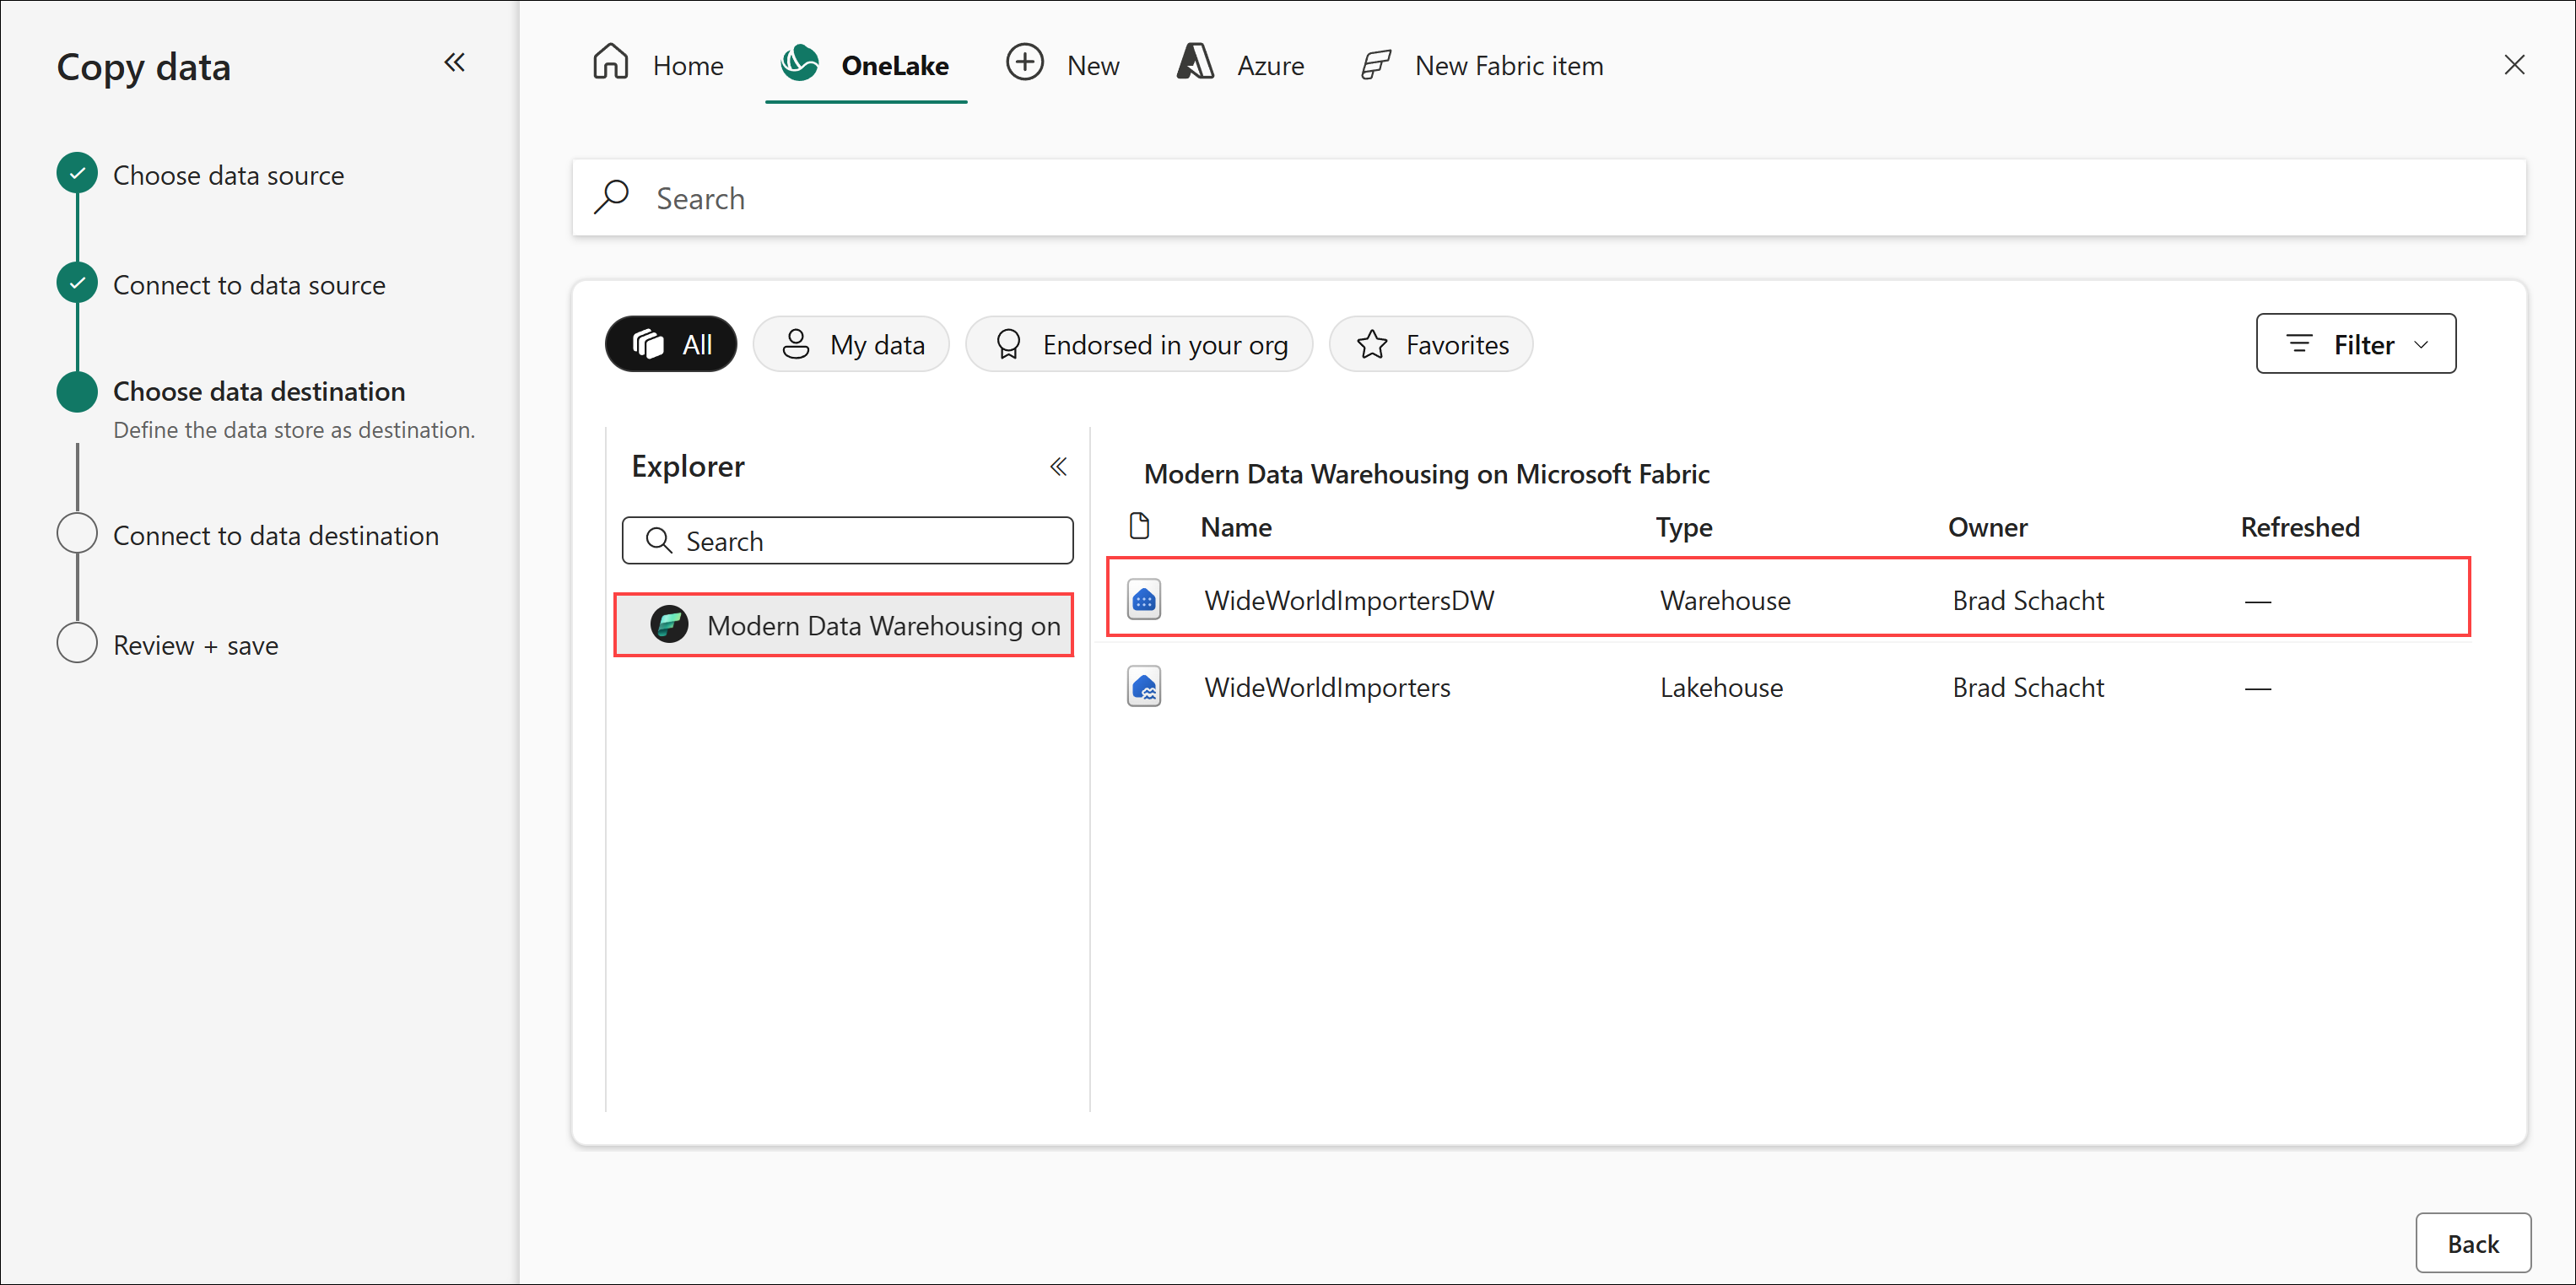 Copy data
Choose data source
Connect to data source
Choose data destination
Define the data store as destination.
Connect to data destination
Review + save
Home
OneLake
New
Azure
New Fabric item
Search
All
My data
Endorsed in your org
Favorites
Filter
Explorer
Search
Modern Data Warehousing on
Modern Data Warehousing on Microsoft Fabric
Name Type Owner Refreshed
WideWorldImportersDW Warehouse Brad Schacht —
WideWorldImporters Lakehouse Brad Schacht —
Back